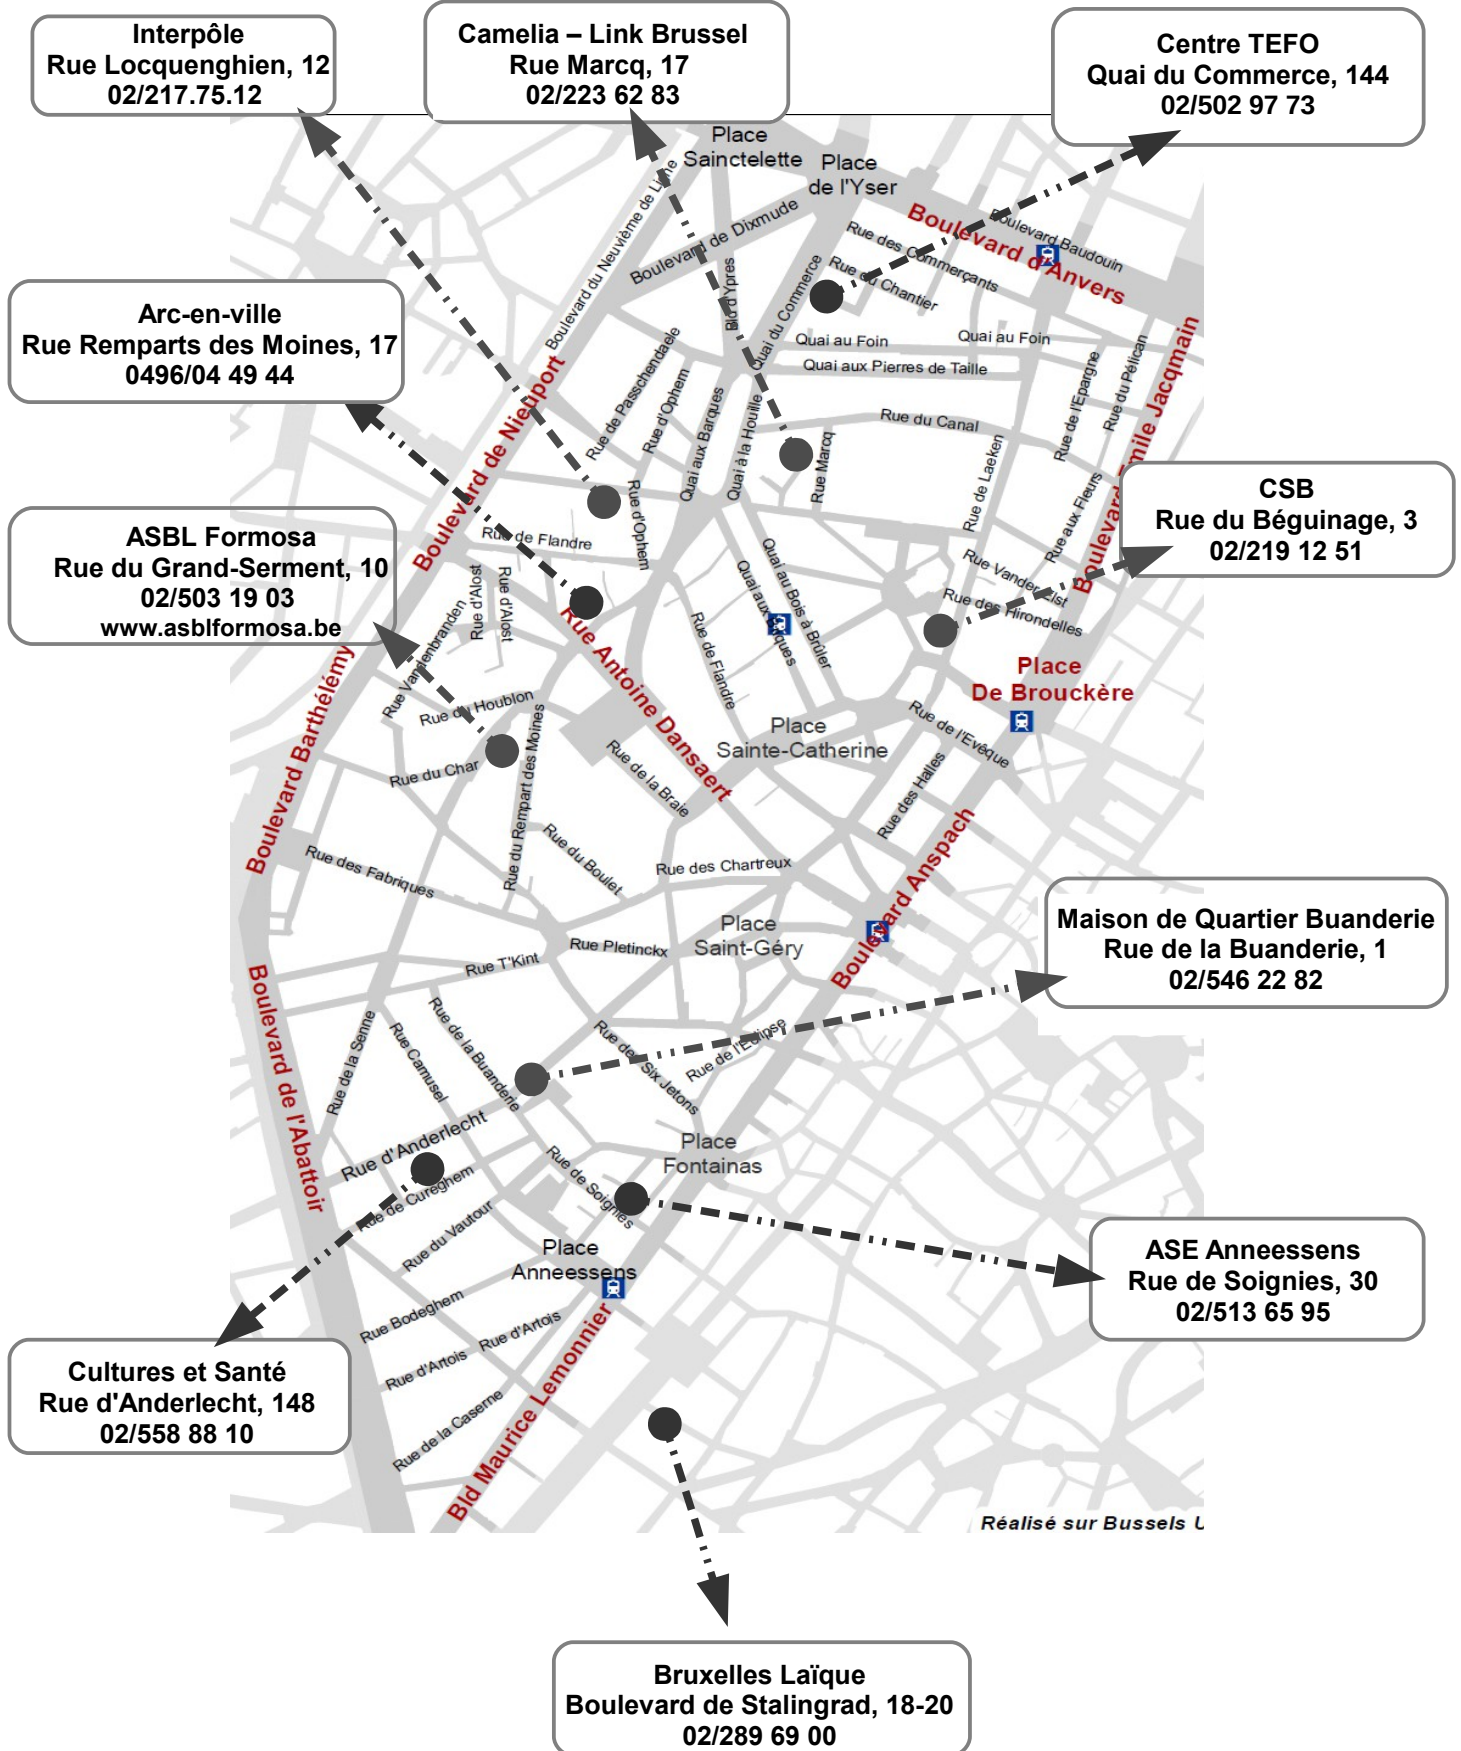 Interpôle
Rue Locquenghien, 12
02/217.75.12
Camelia – Link Brussel
Rue Marcq, 17
02/223 62 83
Centre TEFO
Quai du Commerce, 144
02/502 97 73
Place
Sainctelette
Place
de l'Yser
Boulevard du Neuvième de Ligne
Boulevard de Dixmude
Bld d'Ypres
Quai du Commerce
Rue des Commerçants
Rue du Chantier
Boulevard Baudouin
Boulevard d'Anvers
Arc-en-ville
Rue Remparts des Moines, 17
0496/04 49 44
Quai au Foin
Quai au Foin
Quai aux Pierres de Taille
Boulevard de Nieuport
Rue de Passchendaele
Rue d'Ophem
Quai aux Barques
Quai à la Houille
Rue du Canal
Rue Marcq
Rue de Laeken
Rue de l'Epargne
Rue du Pélican
Rue aux Fleurs
Boulevard Emile Jacqmain
CSB
Rue du Béguinage, 3
02/219 12 51
ASBL Formosa
Rue du Grand-Serment, 10
02/503 19 03
www.asblformosa.be
Rue de Flandre
Rue d'Ophem
Rue d'Alost
Rue d'Alost
Rue Vandenbranden
Quai au Bois à Brûler
Quai aux Briques
Rue de Flandre
Rue Vander Elst
Rue des Hirondelles
Place
De Brouckère
Rue Antoine Dansaert
Boulevard Barthélémy
Rue du Houblon
Rue du Char
Rue du Rempart des Moines
Rue de la Braie
Place
Sainte-Catherine
Rue de l'Evêque
Rue des Halles
Rue des Fabriques
Rue du Boulet
Rue des Chartreux
Boulevard Anspach
Place
Saint-Géry
Rue Pletinckx
Rue T'Kint
Maison de Quartier Buanderie
Rue de la Buanderie, 1
02/546 22 82
Boulevard de l'Abattoir
Rue de la Senne
Rue Camusel
Rue de la Buanderie
Rue des Six Jetons
Rue de l'Eclipse
Rue d'Anderlecht
Place
Fontainas
Rue de Cureghem
Rue de Soignies
Rue du Vautour
Place
Anneessens
ASE Anneessens
Rue de Soignies, 30
02/513 65 95
Rue Bodeghem
Rue d'Artois
Rue d'Artois
Rue de la Caserne
Bld Maurice Lemonnier
Cultures et Santé
Rue d'Anderlecht, 148
02/558 88 10
Réalisé sur Bussels U
Bruxelles Laïque
Boulevard de Stalingrad, 18-20
02/289 69 00